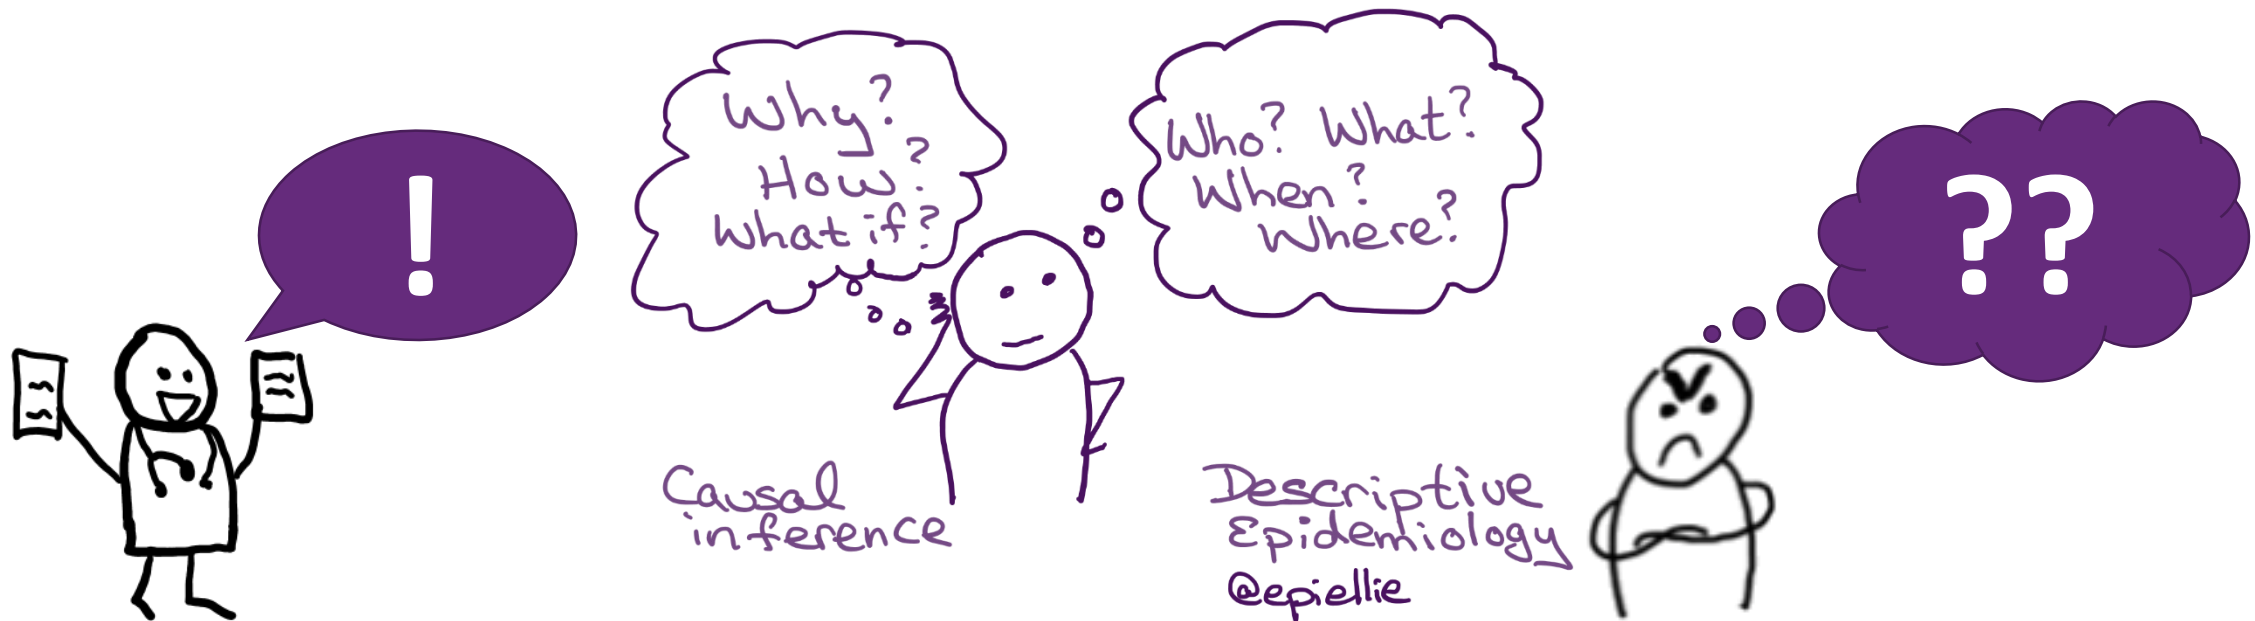 !
Why?
How?
What if?
Who? What?
When?
Where?
??
Causal
inference
Descriptive
Epidemiology
@epiellie